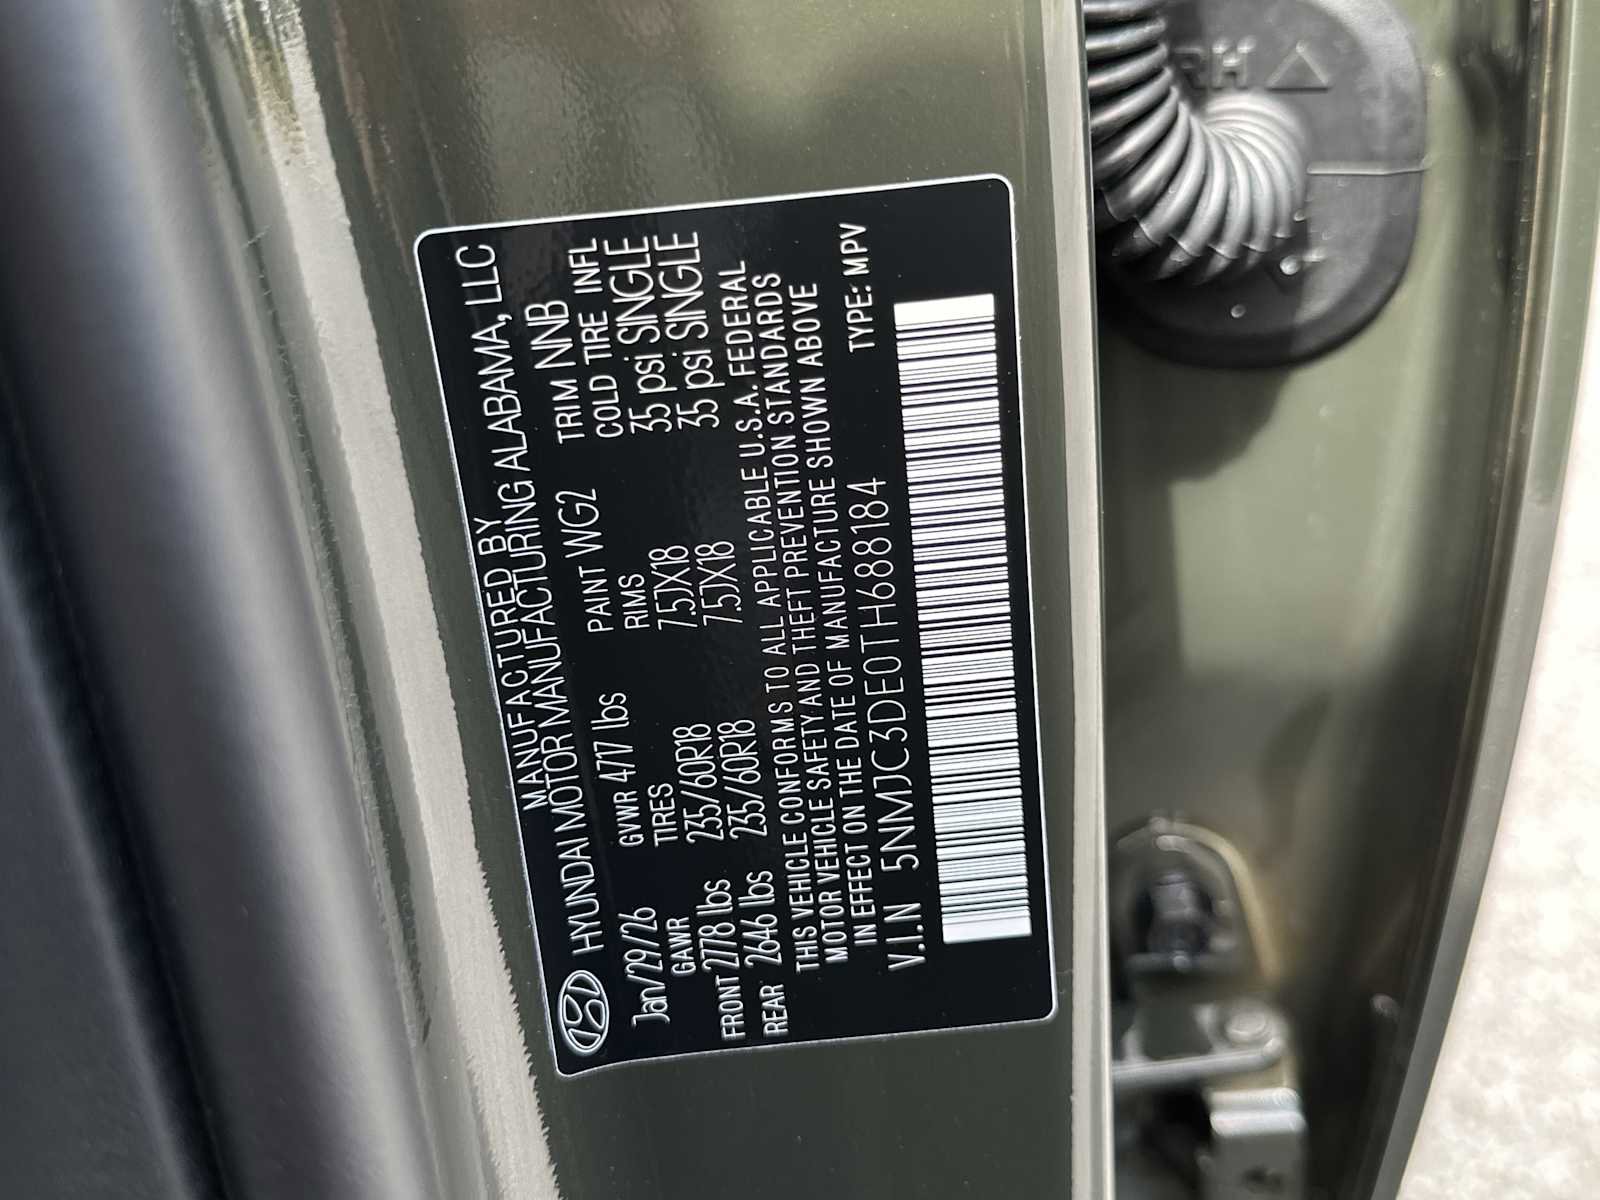 MANUFACTURED BY
HYUNDAI MOTOR MANUFACTURING ALABAMA, LLC
Jan/29/26 GVWR 4717 lbs PAINT WG2 TRIM NNB
GAWR TIRES RIMS COLD TIRE INFL
FRONT 2778 lbs 235/60R18 7.5JX18 35 psi SINGLE
REAR 2646 lbs 235/60R18 7.5JX18 35 psi SINGLE
THIS VEHICLE CONFORMS TO ALL APPLICABLE U.S.A. FEDERAL
MOTOR VEHICLE SAFETY AND THEFT PREVENTION STANDARDS
IN EFFECT ON THE DATE OF MANUFACTURE SHOWN ABOVE
V.I.N 5NMJC3DE0TH688184 TYPE: MPV
RH